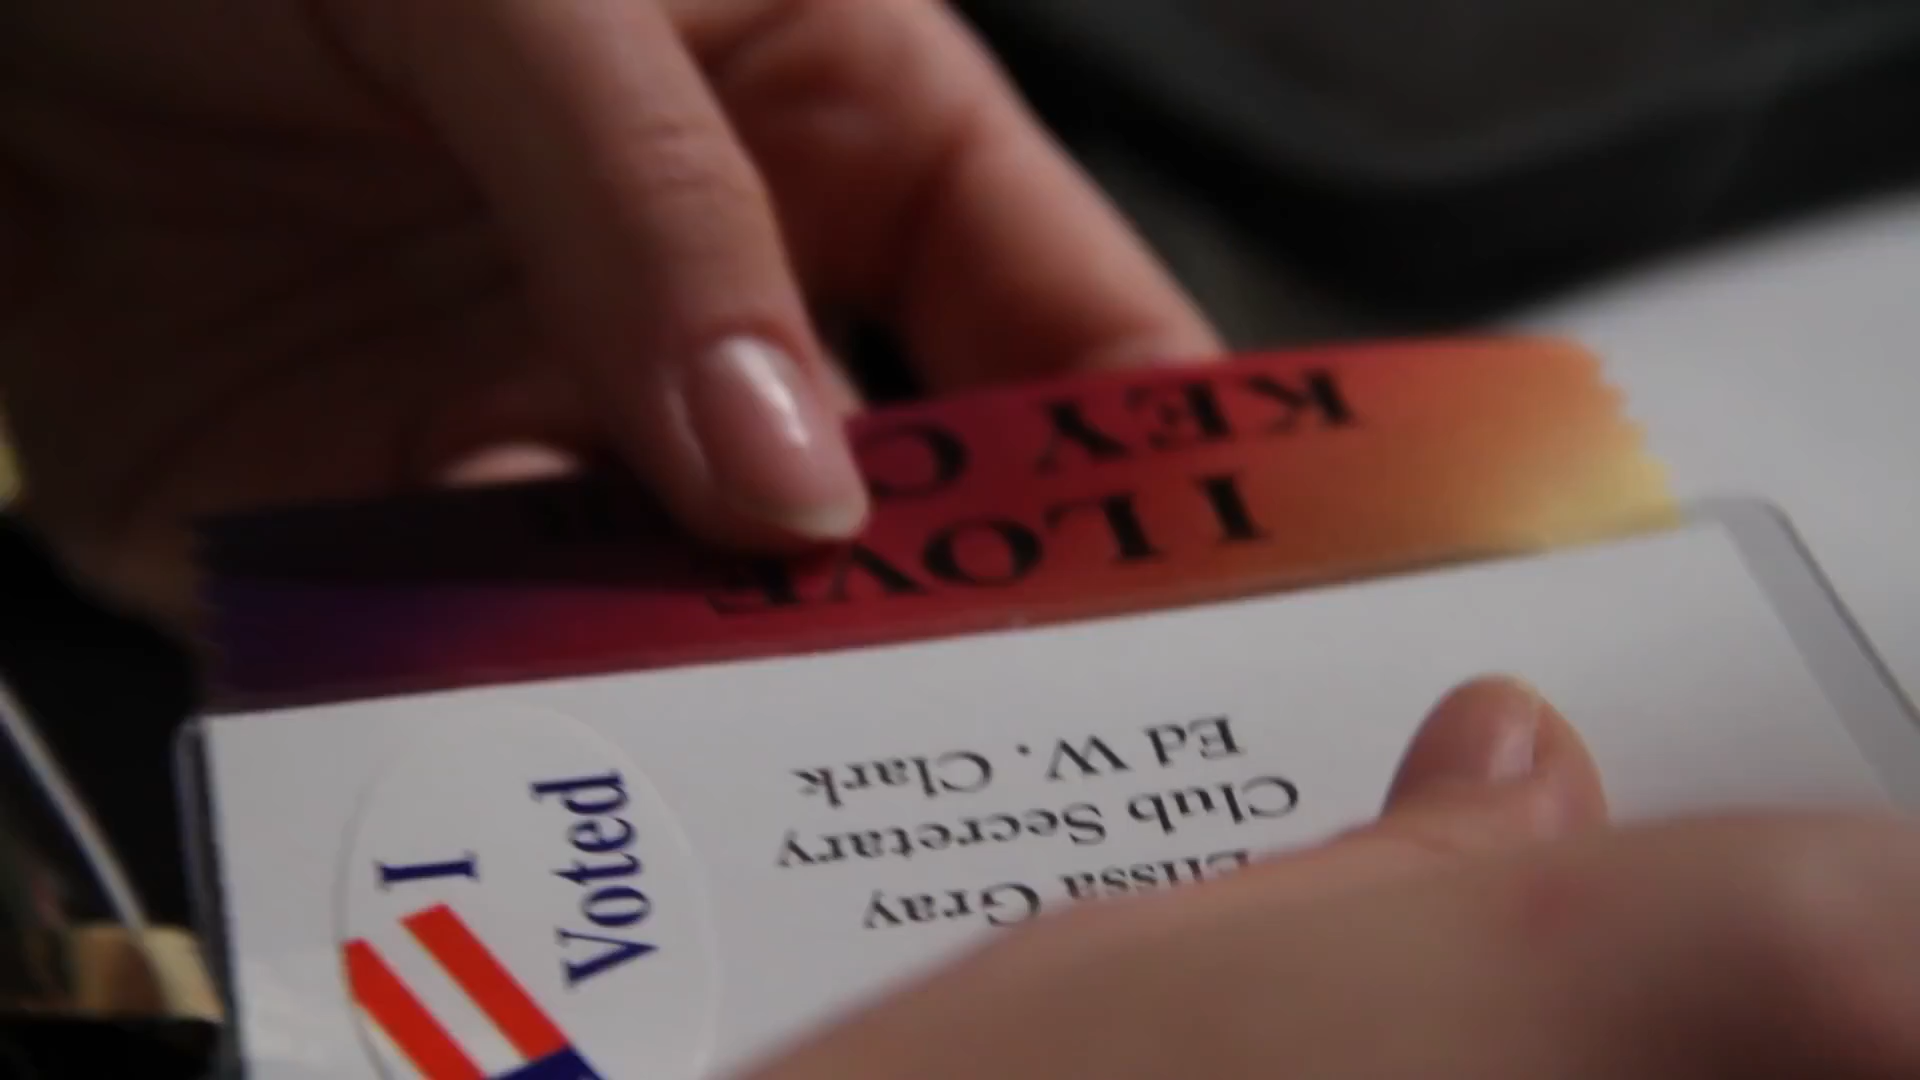 I LOVE
KEY C
Gray
Club Secretary
Ed W. Clark
I
Voted